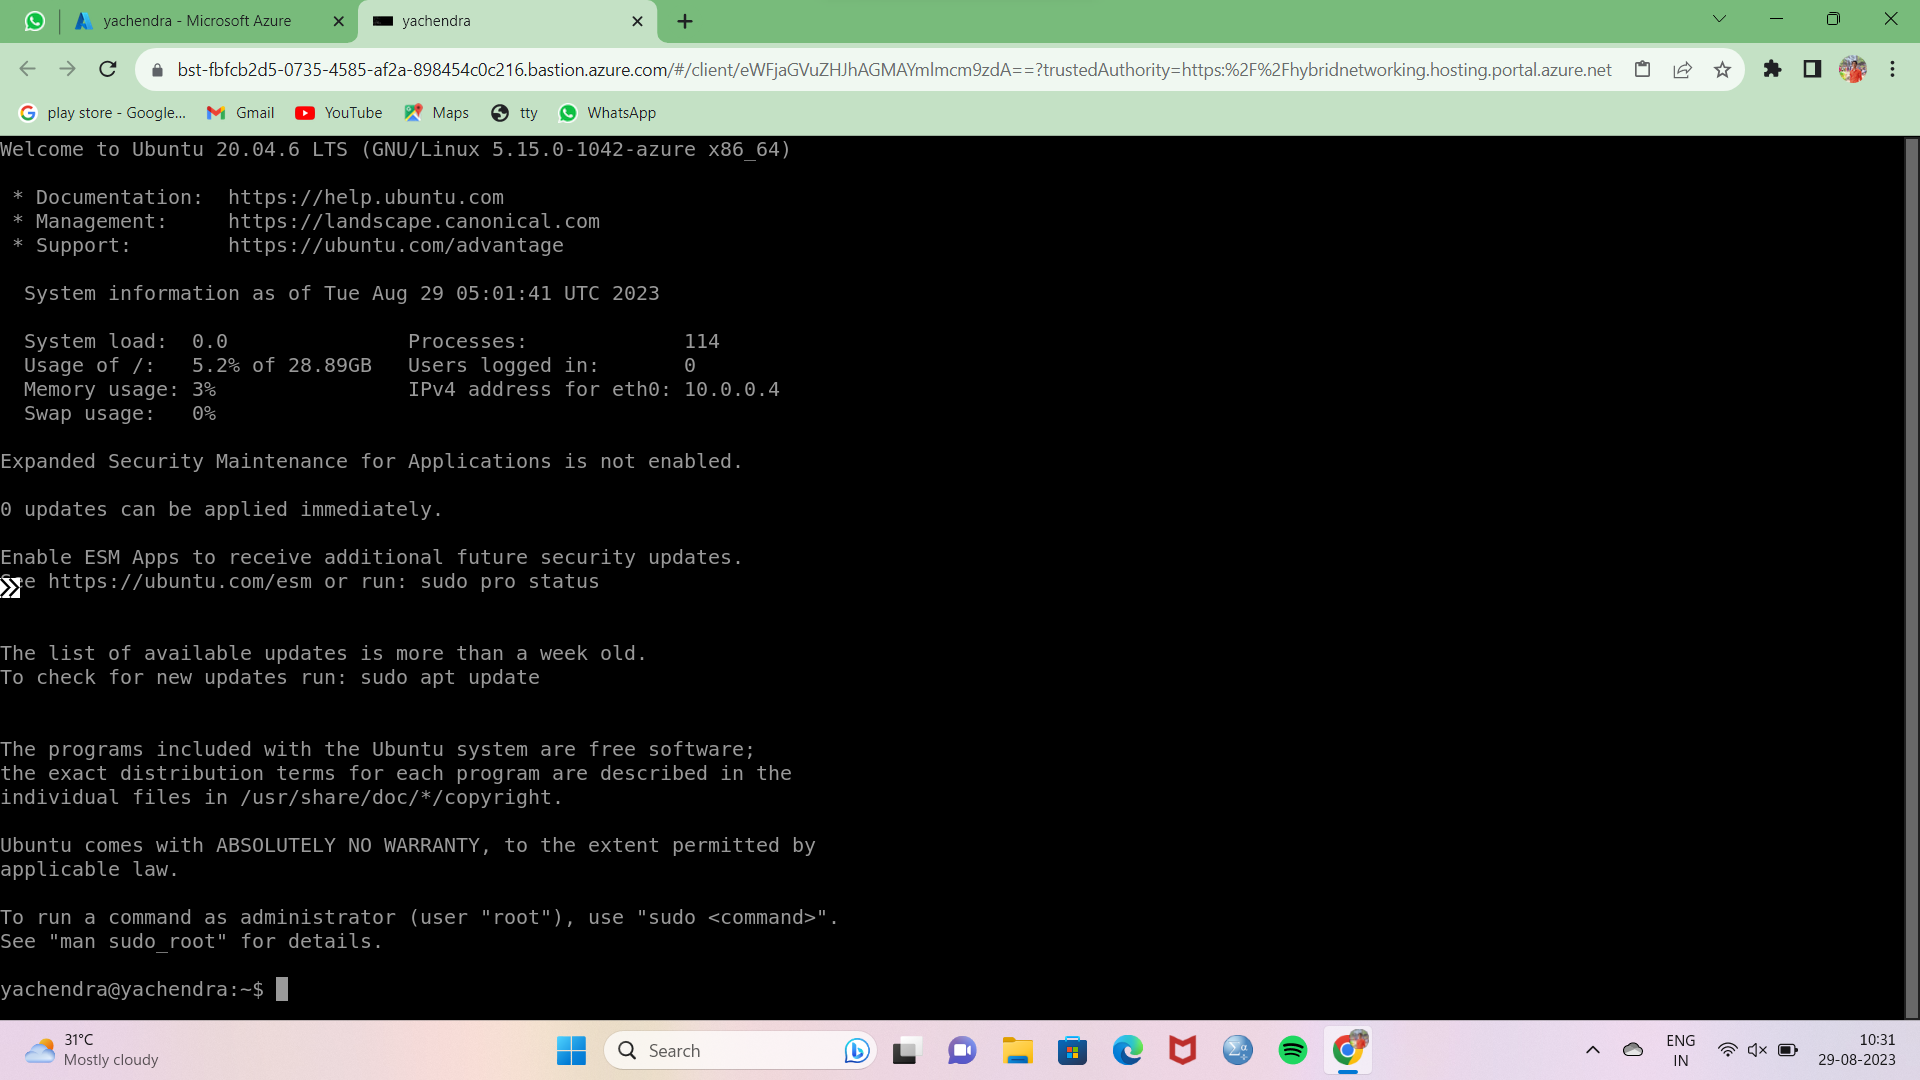 yachendra - Microsoft Azure
yachendra
bst-fbfcb2d5-0735-4585-af2a-898454c0c216.bastion.azure.com/#/client/eWFjaGVuZHJhAGMAYmlmcm9zdA==?trustedAuthority=https:%2F%2Fhybridnetworking.hosting.portal.azure.net
play store - Google...
Gmail
YouTube
Maps
tty
WhatsApp
Welcome to Ubuntu 20.04.6 LTS (GNU/Linux 5.15.0-1042-azure x86_64)
* Documentation:  https://help.ubuntu.com
* Management:     https://landscape.canonical.com
* Support:        https://ubuntu.com/advantage
System information as of Tue Aug 29 05:01:41 UTC 2023
System load:  0.0               Processes:             114
Usage of /:   5.2% of 28.89GB   Users logged in:       0
Memory usage: 3%                IPv4 address for eth0: 10.0.0.4
Swap usage:   0%
Expanded Security Maintenance for Applications is not enabled.
0 updates can be applied immediately.
Enable ESM Apps to receive additional future security updates.
See https://ubuntu.com/esm or run: sudo pro status
The list of available updates is more than a week old.
To check for new updates run: sudo apt update
The programs included with the Ubuntu system are free software;
the exact distribution terms for each program are described in the
individual files in /usr/share/doc/*/copyright.
Ubuntu comes with ABSOLUTELY NO WARRANTY, to the extent permitted by
applicable law.
To run a command as administrator (user "root"), use "sudo <command>".
See "man sudo_root" for details.
yachendra@yachendra:~$
31°C
Mostly cloudy
Search
ENG
IN
10:31
29-08-2023